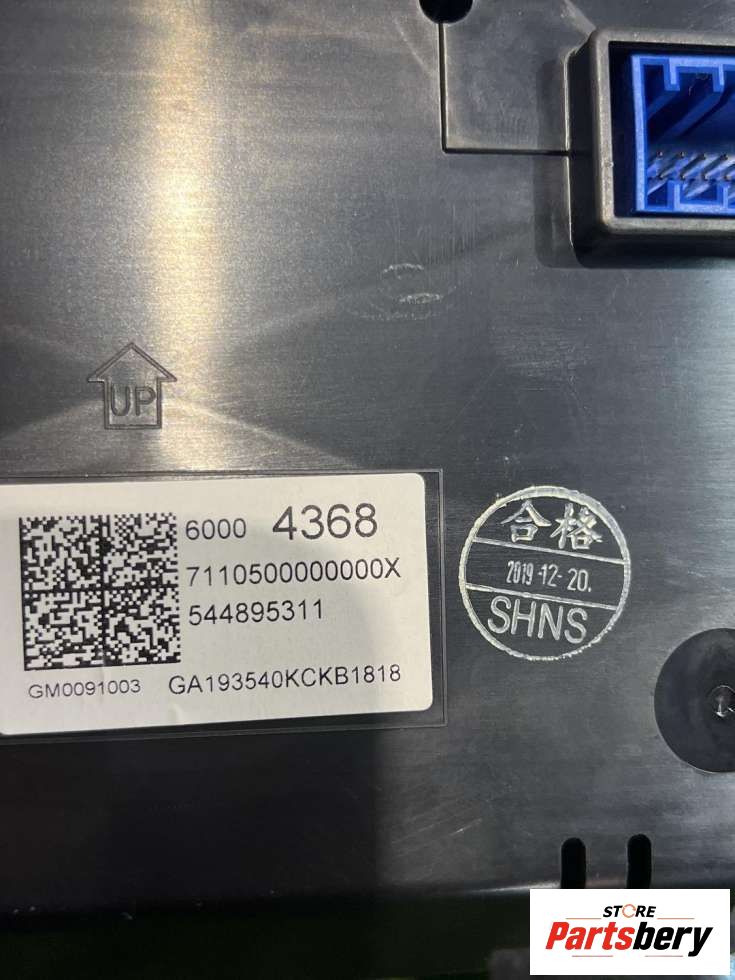 UP
6000 4368
7110500000000X
544895311
GM0091003 GA193540KCKB1818
合格
2019-12-20.
SHNS
STORE
Partsbery